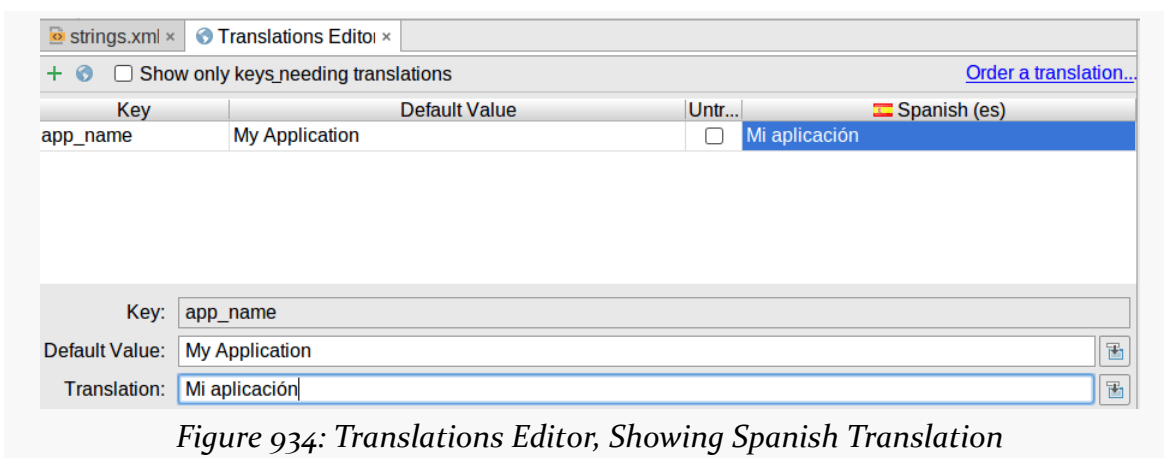 strings.xml × Translations Editor ×
+ Show only keys needing translations Order a translation...
Key Default Value Untr... Spanish (es)
app_name My Application Mi aplicación
Key: app_name
Default Value: My Application
Translation: Mi aplicación
Figure 934: Translations Editor, Showing Spanish Translation